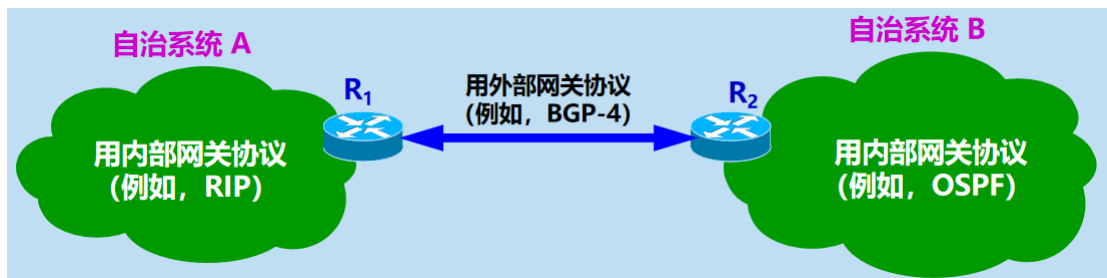 自治系统 A
自治系统 B
R1
用外部网关协议
(例如，BGP-4)
R2
用内部网关协议
(例如，RIP)
用内部网关协议
(例如，OSPF)